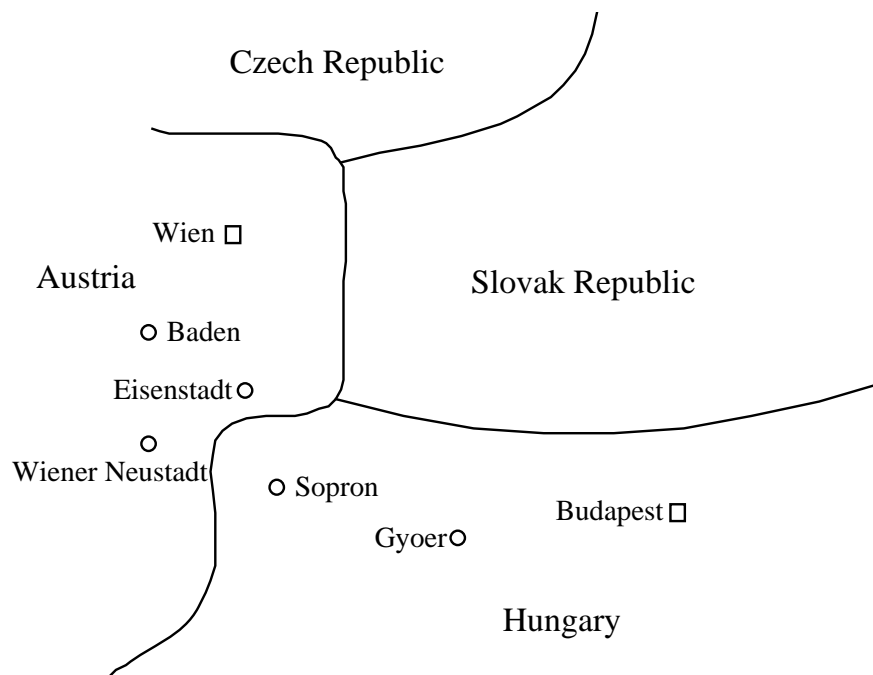 Czech Republic
Wien
Austria
Slovak Republic
Baden
Eisenstadt
Wiener Neustadt
Sopron
Budapest
Gyoer
Hungary